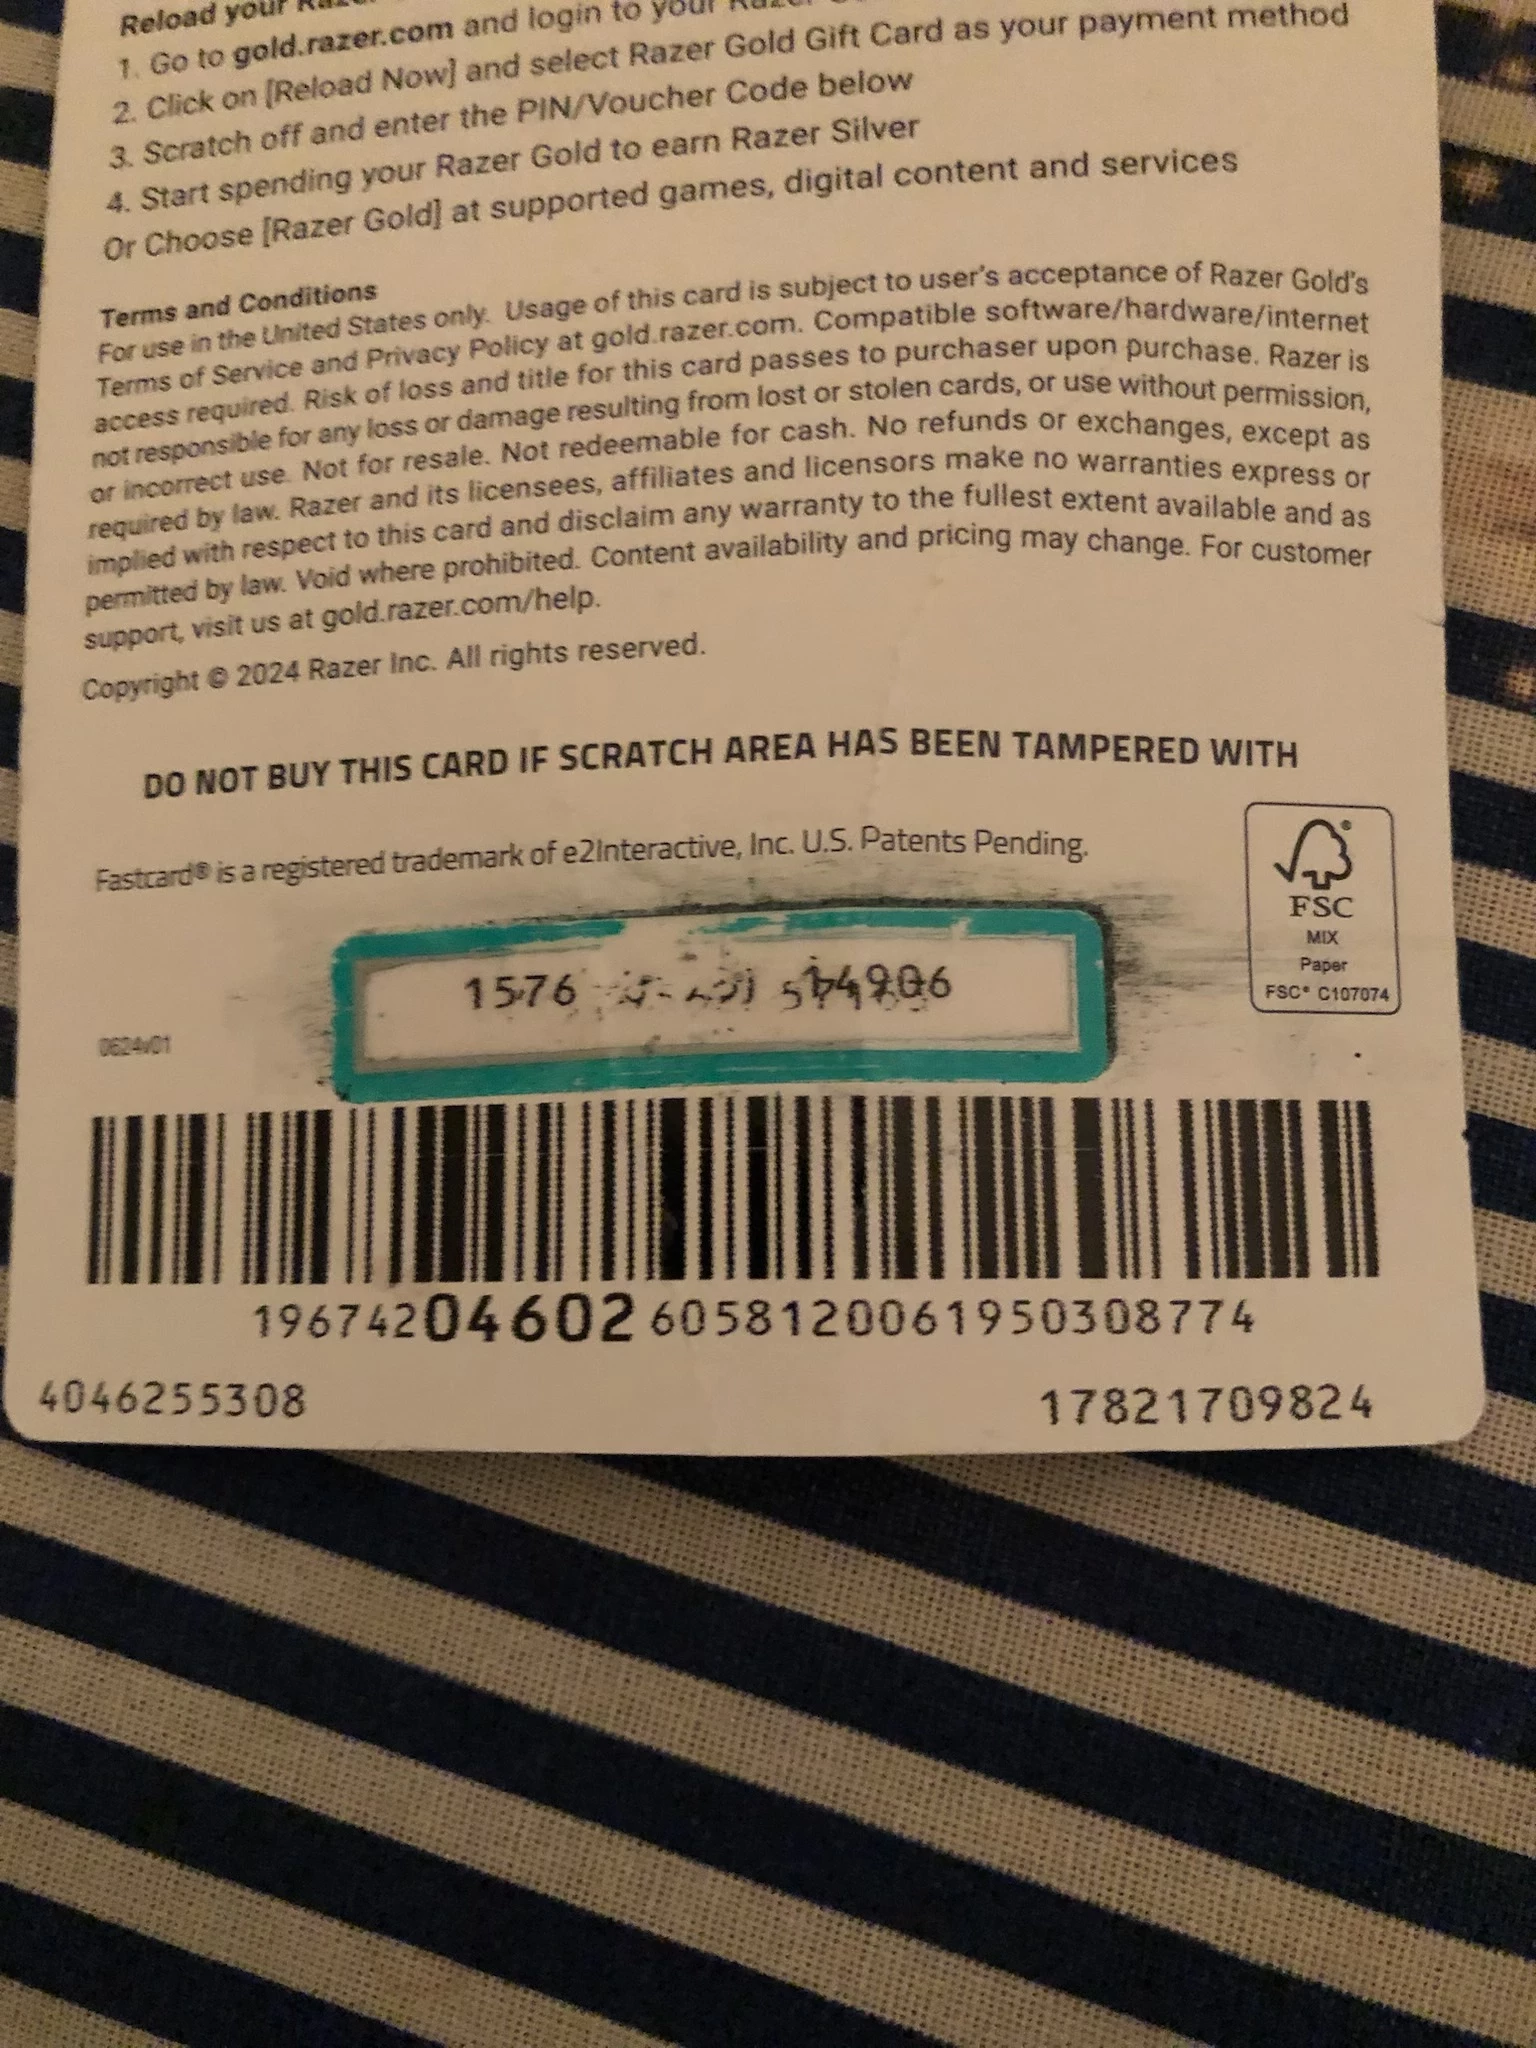 Reload your
1. Go to gold.razer.com and login to your Razer
2. Click on [Reload Now] and select Razer Gold Gift Card as your payment method
3. Scratch off and enter the PIN/Voucher Code below
4. Start spending your Razer Gold to earn Razer Silver
Or Choose [Razer Gold] at supported games, digital content and services
Terms and Conditions
For use in the United States only. Usage of this card is subject to user's acceptance of Razer Gold's
Terms of Service and Privacy Policy at gold.razer.com. Compatible software/hardware/internet
access required. Risk of loss and title for this card passes to purchaser upon purchase. Razer is
not responsible for any loss or damage resulting from lost or stolen cards, or use without permission,
or incorrect use. Not for resale. Not redeemable for cash. No refunds or exchanges, except as
required by law. Razer and its licensees, affiliates and licensors make no warranties express or
implied with respect to this card and disclaim any warranty to the fullest extent available and as
permitted by law. Void where prohibited. Content availability and pricing may change. For customer
support, visit us at gold.razer.com/help.
Copyright © 2024 Razer Inc. All rights reserved.
DO NOT BUY THIS CARD IF SCRATCH AREA HAS BEEN TAMPERED WITH
Fastcard® is a registered trademark of e2Interactive, Inc. U.S. Patents Pending.
FSC
MIX
Paper
FSC® C107074
1576
0624v01
196742046026058120061950308774
4046255308
17821709824